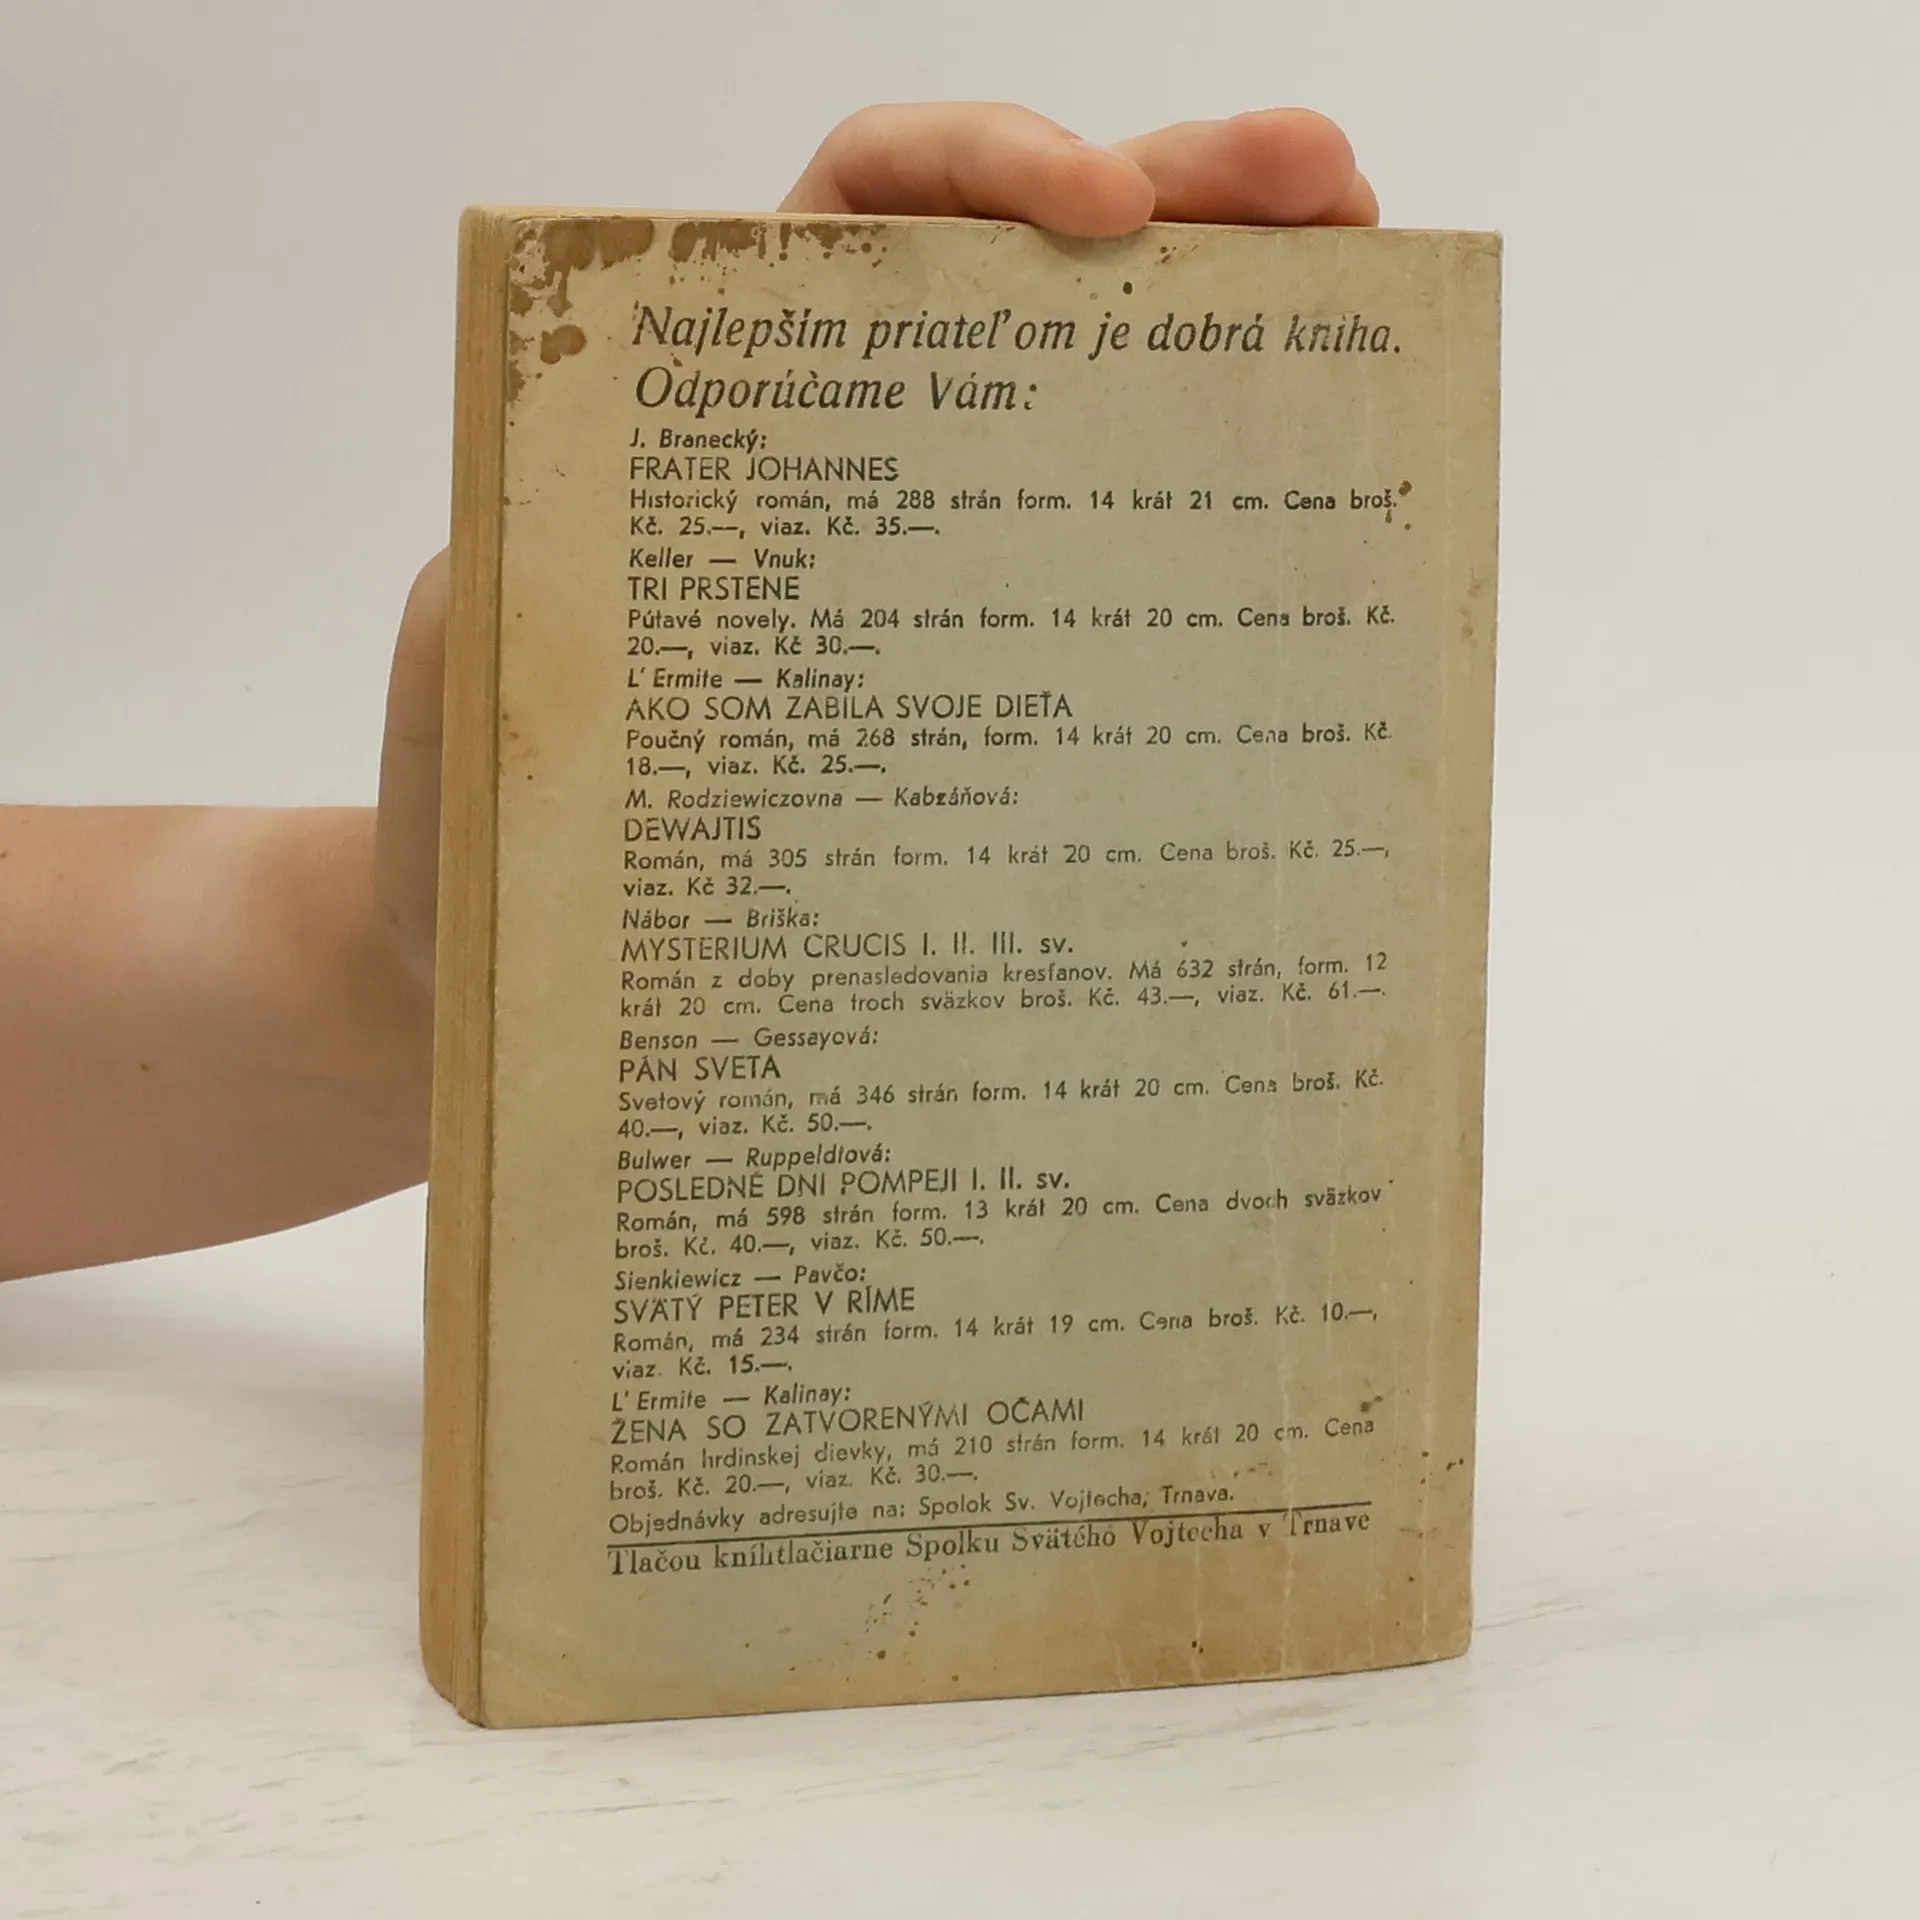 Najlepším priateľom je dobrá kniha.
Odporúčame Vám:
J. Branecký:
FRATER JOHANNES
Historický román, má 288 strán form. 14 krát 21 cm. Cena broš.
Kč. 25.—, viaz. Kč. 35.—.
Keller — Vnuk:
TRI PRSTENE
Pútavé novely. Má 204 strán form. 14 krát 20 cm. Cena broš. Kč.
20.—, viaz. Kč 30.—.
L' Ermite — Kalinay:
AKO SOM ZABILA SVOJE DIEŤA
Poučný román, má 268 strán, form. 14 krát 20 cm. Cena broš. Kč.
18.—, viaz. Kč. 25.—.
M. Rodziewiczovna — Kabzáňová:
DEWAJTIS
Román, má 305 strán form. 14 krát 20 cm. Cena broš. Kč. 25.—,
viaz. Kč 32.—.
Nábor — Briška:
MYSTERIUM CRUCIS I. II. III. sv.
Román z doby prenasledovania kresťanov. Má 632 strán, form. 12
krát 20 cm. Cena troch sväzkov broš. Kč. 43.—, viaz. Kč. 61.—.
Benson — Gessayová:
PÁN SVETA
Svetový román, má 346 strán form. 14 krát 20 cm. Cena broš. Kč.
40.—, viaz. Kč. 50.—.
Bulwer — Ruppeldtová:
POSLEDNÉ DNI POMPEJI I. II. sv.
Román, má 598 strán form. 13 krát 20 cm. Cena dvoch sväzkov
broš. Kč. 40.—, viaz. Kč. 50.—.
Sienkiewicz — Pavčo:
SVÄTÝ PETER V RÍME
Román, má 234 strán form. 14 krát 19 cm. Cena broš. Kč. 10.—,
viaz. Kč. 15.—.
L' Ermite — Kalinay:
ŽENA SO ZATVORENÝMI OČAMI
Román hrdinskej dievky, má 210 strán form. 14 krát 20 cm. Cena
broš. Kč. 20.—, viaz. Kč. 30.—.
Objednávky adresujte na: Spolok Sv. Vojtecha, Trnava.
Tlačou kníhtlačiarne Spolku Svätého Vojtecha v Trnave